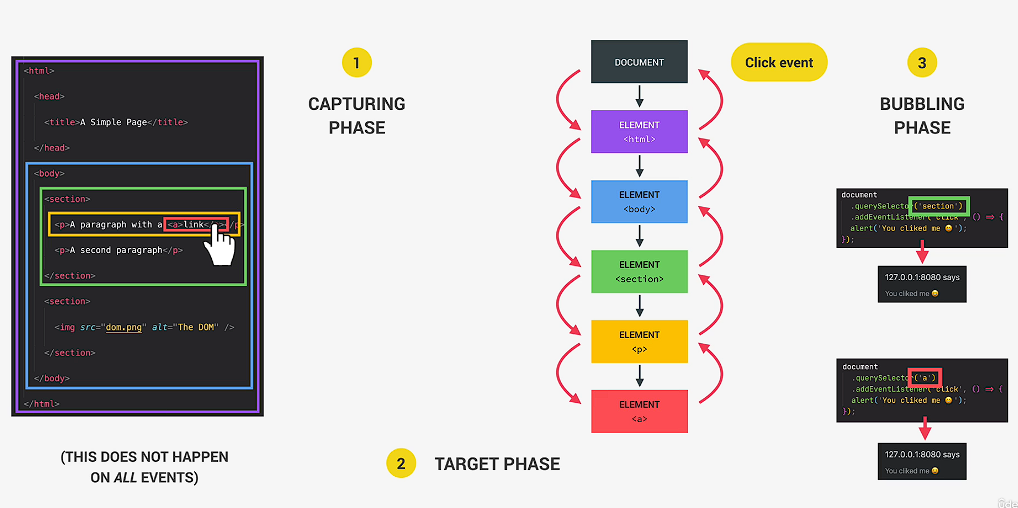 <html>
<head>
<title>A Simple Page</title>
</head>
<body>
<section>
<p>A paragraph with a <a>link</a></p>
<p>A second paragraph</p>
</section>
<section>
<img src="dom.png" alt="The DOM" />
</section>
</body>
</html>
(THIS DOES NOT HAPPEN
ON ALL EVENTS)
1
CAPTURING
PHASE
DOCUMENT
ELEMENT
<html>
ELEMENT
<body>
ELEMENT
<section>
ELEMENT
<p>
ELEMENT
<a>
2
TARGET PHASE
Click event
3
BUBBLING
PHASE
document
.querySelector('section')
.addEventListener('click', () => {
alert('You cliked me 😀');
});
127.0.0.1:8080 says
You cliked me 😀
document
.querySelector('a')
.addEventListener('click', () => {
alert('You cliked me 😀');
});
127.0.0.1:8080 says
You cliked me 😀